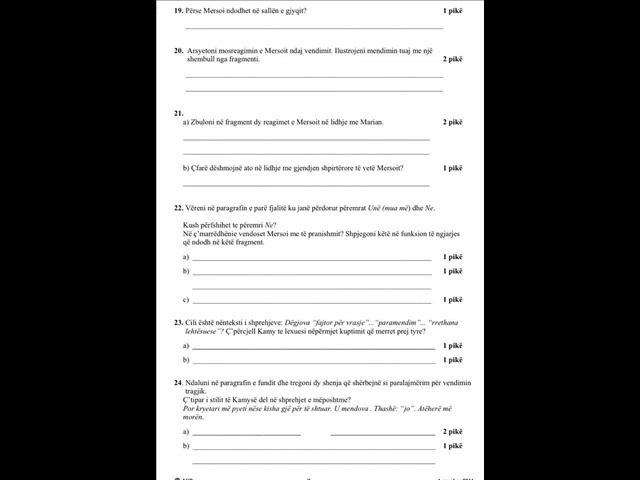 19. Përse Mersoi ndodhet në sallën e gjyqit? 1 pikë
20. Arsyetoni mosreagimin e Mersoit ndaj vendimit. Ilustrojeni mendimin tuaj me një
shembull nga fragmenti. 2 pikë
21.
a) Zbuloni në fragment dy reagimet e Mersoit në lidhje me Marian. 2 pikë
b) Çfarë dëshmojnë ato në lidhje me gjendjen shpirtërore të vetë Mersoit? 1 pikë
22. Vëreni në paragrafin e parë fjalitë ku janë përdorur përemrat Unë (mua më) dhe Ne.
Kush përfshihet te përemri Ne?
Në ç'marrëdhënie vendoset Mersoi me të pranishmit? Shpjegoni këtë në funksion të ngjarjes
që ndodh në këtë fragment.
a) 1 pikë
b) 1 pikë
c) 1 pikë
23. Cili është nënteksti i shprehjeve: Dëgjova "fajtor për vrasje"..."paramendim"... "rrethana
lehtësuese"? Ç'përcjell Kamy te lexuesi nëpërmjet kuptimit që merret prej tyre?
a) 1 pikë
b) 1 pikë
24. Ndaluni në paragrafin e fundit dhe tregoni dy shenja që shërbejnë si paralajmërim për vendimin
tragjik.
Ç'tipar i stilit të Kamysë del në shprehjet e mëposhtme?
Por kryetari më pyeti nëse kisha gjë për të shtuar. U mendova . Thashë: "jo". Atëherë më
morën.
a) 2 pikë
b) 1 pikë